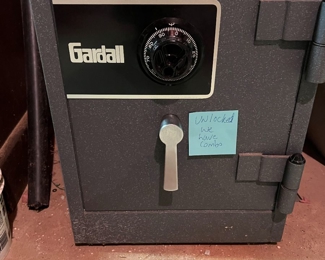 Gardall
Unlocked
we
have
combo